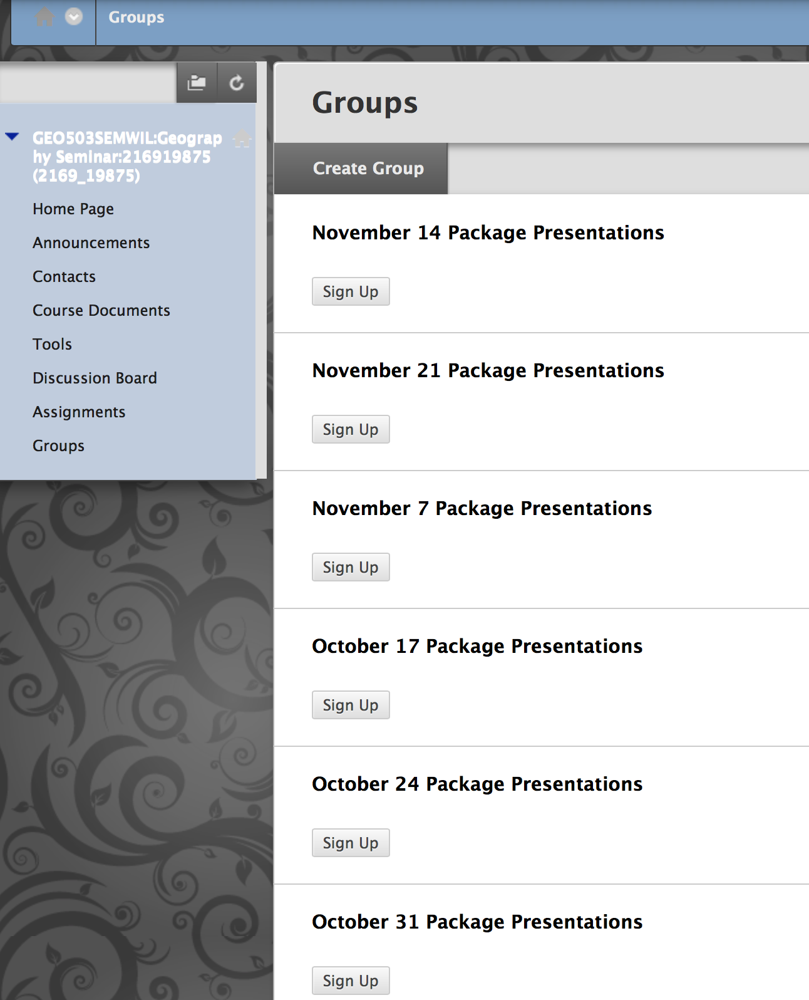 Groups
GEO503SEMWIL:Geograp
hy Seminar:216919875
(2169_19875)
Home Page
Announcements
Contacts
Course Documents
Tools
Discussion Board
Assignments
Groups
Groups
Create Group
November 14 Package Presentations
Sign Up
November 21 Package Presentations
Sign Up
November 7 Package Presentations
Sign Up
October 17 Package Presentations
Sign Up
October 24 Package Presentations
Sign Up
October 31 Package Presentations
Sign Up